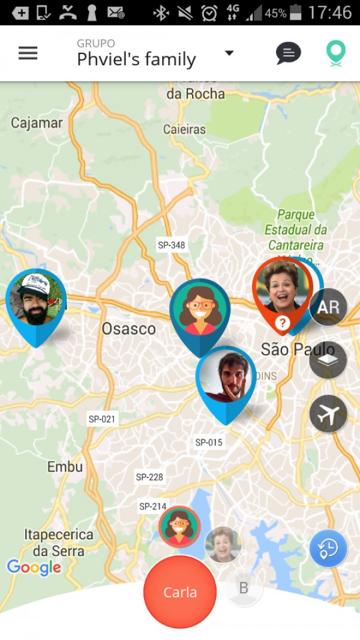 4G 45% 17:46
GRUPO
Phviel's family
da Rocha
Cajamar
Caieiras
Parque
Estadual da
Cantareira
SP-348
AR
Osasco
São Paulo
SP-021
SP-015
Embu
SP-228
SP-214
Itapecerica
da Serra
Google
Carla
B
?